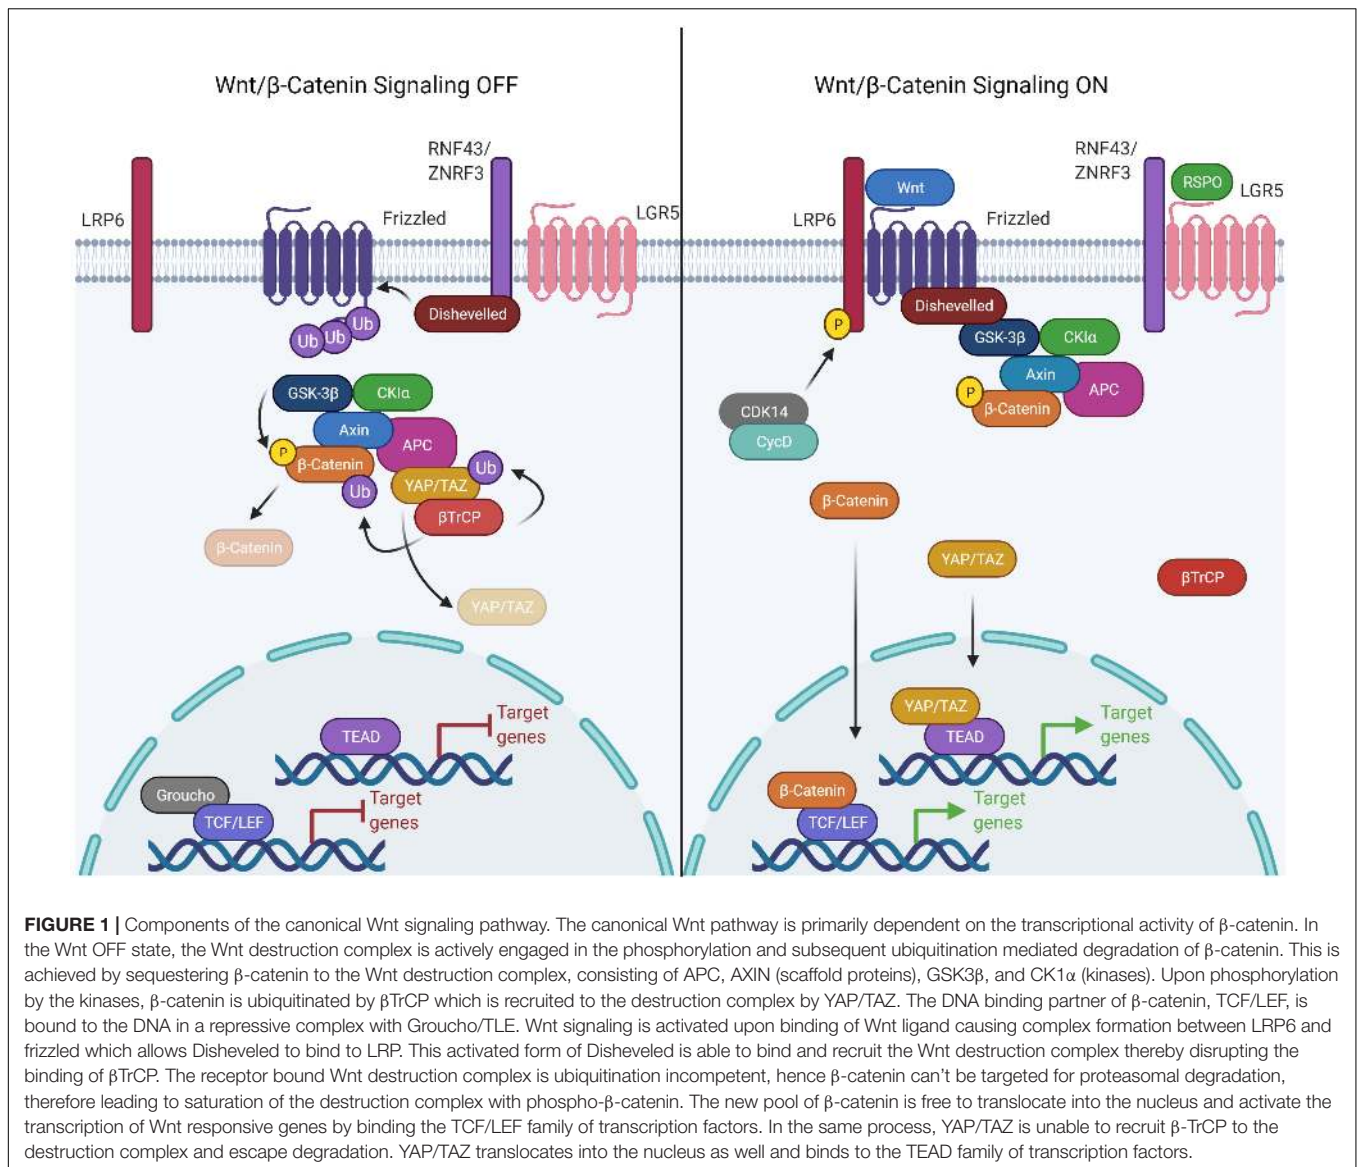 Wnt/β-Catenin Signaling OFF
RNF43/
ZNRF3
LRP6
Frizzled
LGR5
Dishevelled
Ub
Ub
Ub
GSK-3β
CKIα
Axin
APC
P
β-Catenin
Ub
YAP/TAZ
Ub
βTrCP
β-Catenin
YAP/TAZ
TEAD
Target
genes
Groucho
TCF/LEF
Target
genes
Wnt/β-Catenin Signaling ON
RNF43/
ZNRF3
Wnt
RSPO
LGR5
LRP6
Frizzled
Dishevelled
P
GSK-3β
CKIα
Axin
APC
P
β-Catenin
CDK14
CycD
β-Catenin
YAP/TAZ
βTrCP
YAP/TAZ
TEAD
Target
genes
β-Catenin
TCF/LEF
Target
genes
FIGURE 1 | Components of the canonical Wnt signaling pathway. The canonical Wnt pathway is primarily dependent on the transcriptional activity of β-catenin. In
the Wnt OFF state, the Wnt destruction complex is actively engaged in the phosphorylation and subsequent ubiquitination mediated degradation of β-catenin. This is
achieved by sequestering β-catenin to the Wnt destruction complex, consisting of APC, AXIN (scaffold proteins), GSK3β, and CK1α (kinases). Upon phosphorylation
by the kinases, β-catenin is ubiquitinated by βTrCP which is recruited to the destruction complex by YAP/TAZ. The DNA binding partner of β-catenin, TCF/LEF, is
bound to the DNA in a repressive complex with Groucho/TLE. Wnt signaling is activated upon binding of Wnt ligand causing complex formation between LRP6 and
frizzled which allows Disheveled to bind to LRP. This activated form of Disheveled is able to bind and recruit the Wnt destruction complex thereby disrupting the
binding of βTrCP. The receptor bound Wnt destruction complex is ubiquitination incompetent, hence β-catenin can't be targeted for proteasomal degradation,
therefore leading to saturation of the destruction complex with phospho-β-catenin. The new pool of β-catenin is free to translocate into the nucleus and activate the
transcription of Wnt responsive genes by binding the TCF/LEF family of transcription factors. In the same process, YAP/TAZ is unable to recruit β-TrCP to the
destruction complex and escape degradation. YAP/TAZ translocates into the nucleus as well and binds to the TEAD family of transcription factors.